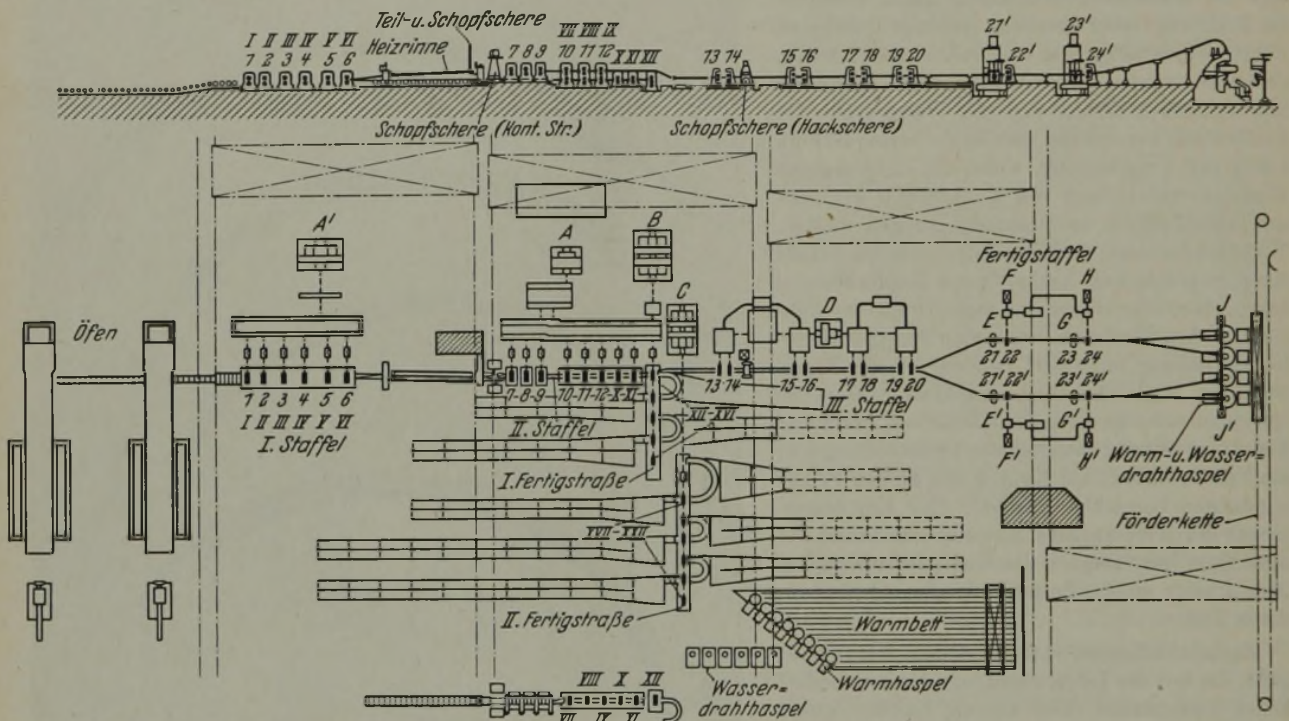 Teil-u. Schopfschere
Heizrinne
I II III IV V VI
1 2 3 4 5 6
7 8 9
VII VIII IX
10 11 12 X XI XII
13 14
15 16
17 18
19 20
21'
22'
23'
24'
Schopfschere (Kont. Str.)
Schopfschere (Hackschere)
A'
A
B
C
D
Fertigstaffel
F
H
E
G
J
Öfen
1 2 3 4 5 6
I II III IV V VI
I. Staffel
7-8-9
10-11-12-X-XI
II. Staffel
XII-XVI
13 14
15-16
17 18
19 20
III. Staffel
21 22
23 24
21' 22'
23' 24'
E'
G'
F'
H'
J'
Warm-u. Wasser=
drahthaspel
I. Fertigstraße
XVII-XXII
II. Fertigstraße
Förderkette
Warmbett
Warmhaspel
Wasser=
drahthaspel
VIII X XII
VII IX XI